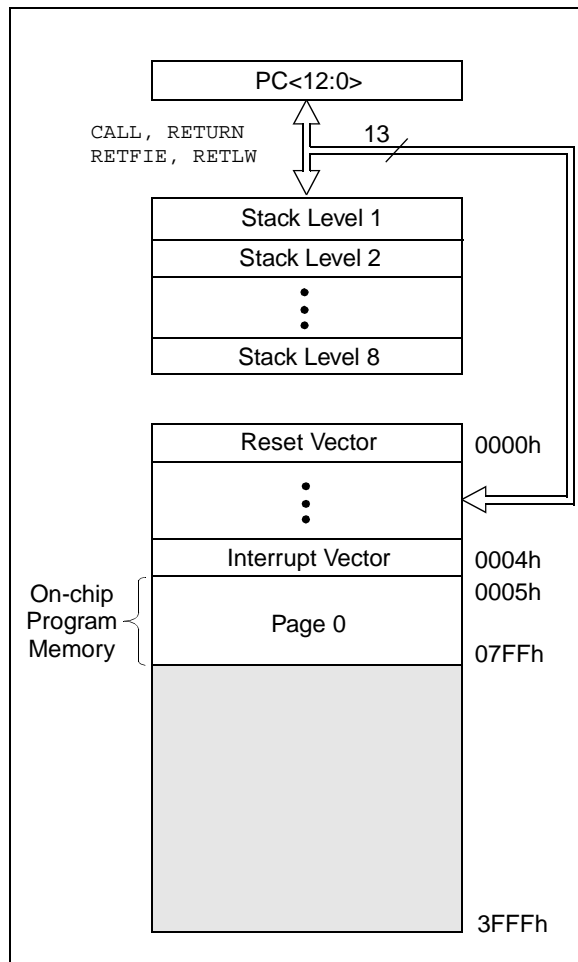 PC<12:0>
CALL, RETURN
RETFIE, RETLW
13
Stack Level 1
Stack Level 2
Stack Level 8
Reset Vector
0000h
Interrupt Vector
0004h
On-chip
Program
Memory
0005h
Page 0
07FFh
3FFFh